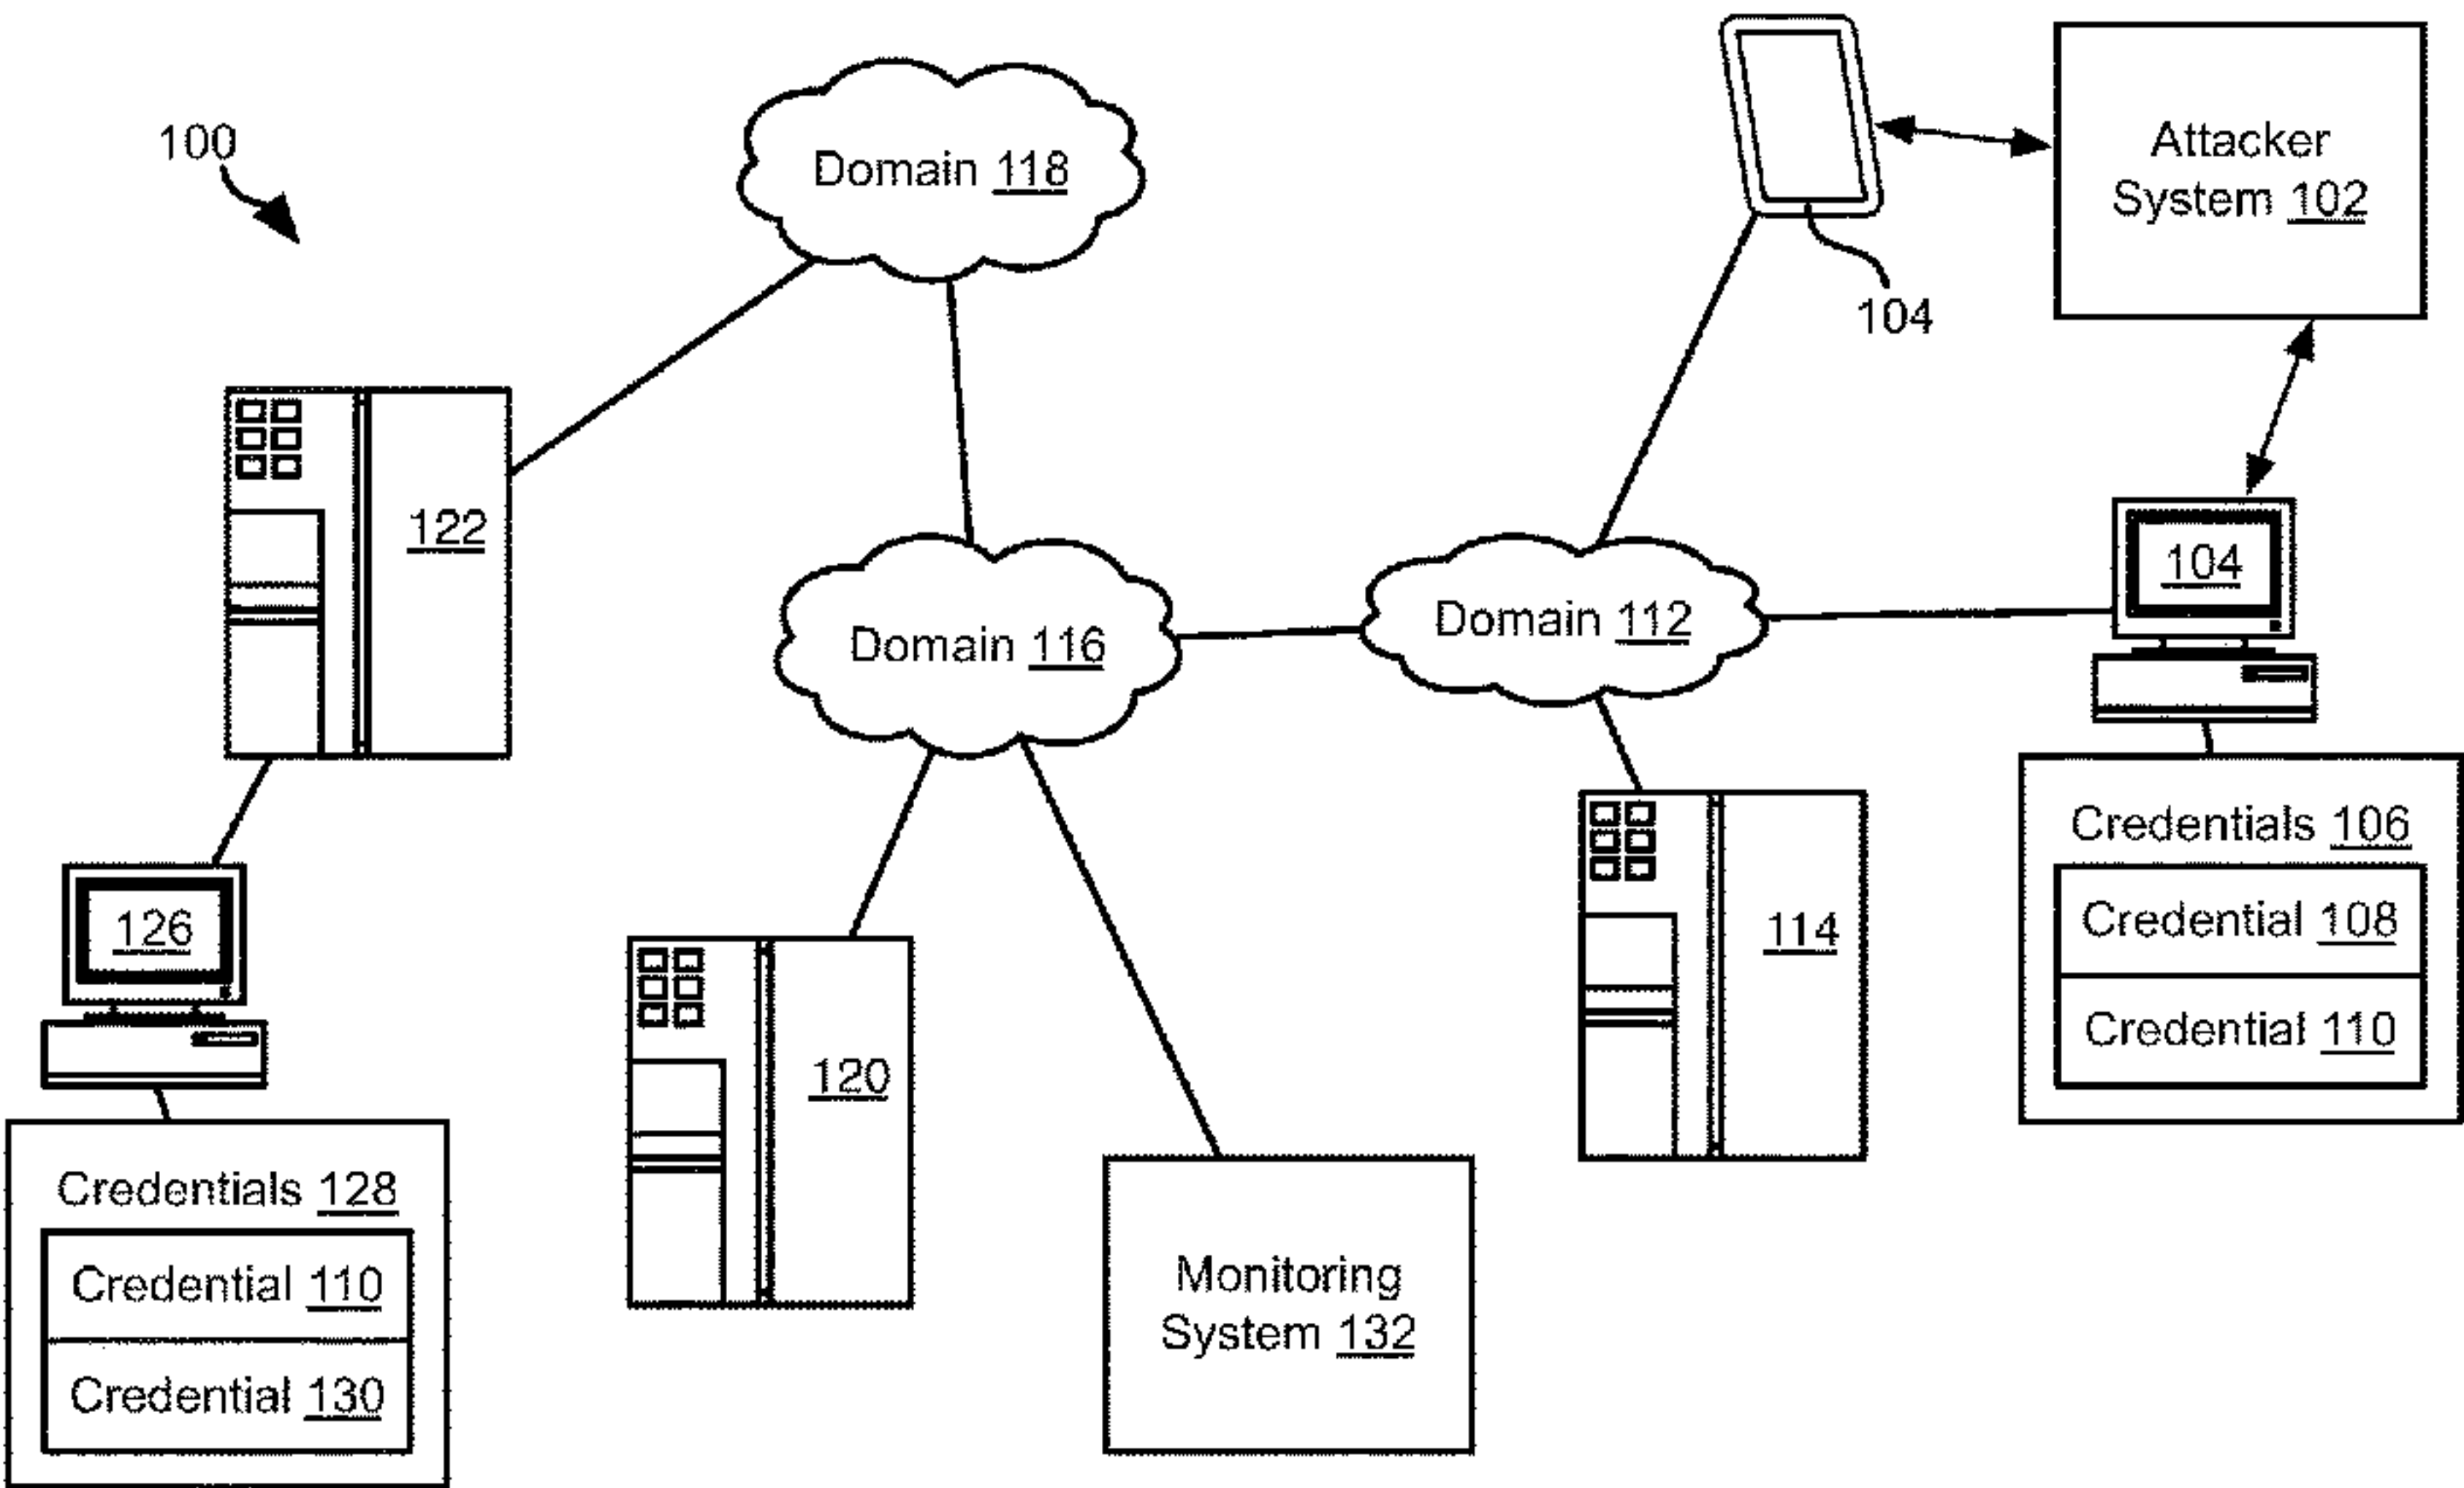 100
Domain 118
Attacker
System 102
104
122
Domain 116
Domain 112
104
126
120
114
Credentials 106
Credential 108
Credential 110
Credentials 128
Credential 110
Credential 130
Monitoring
System 132